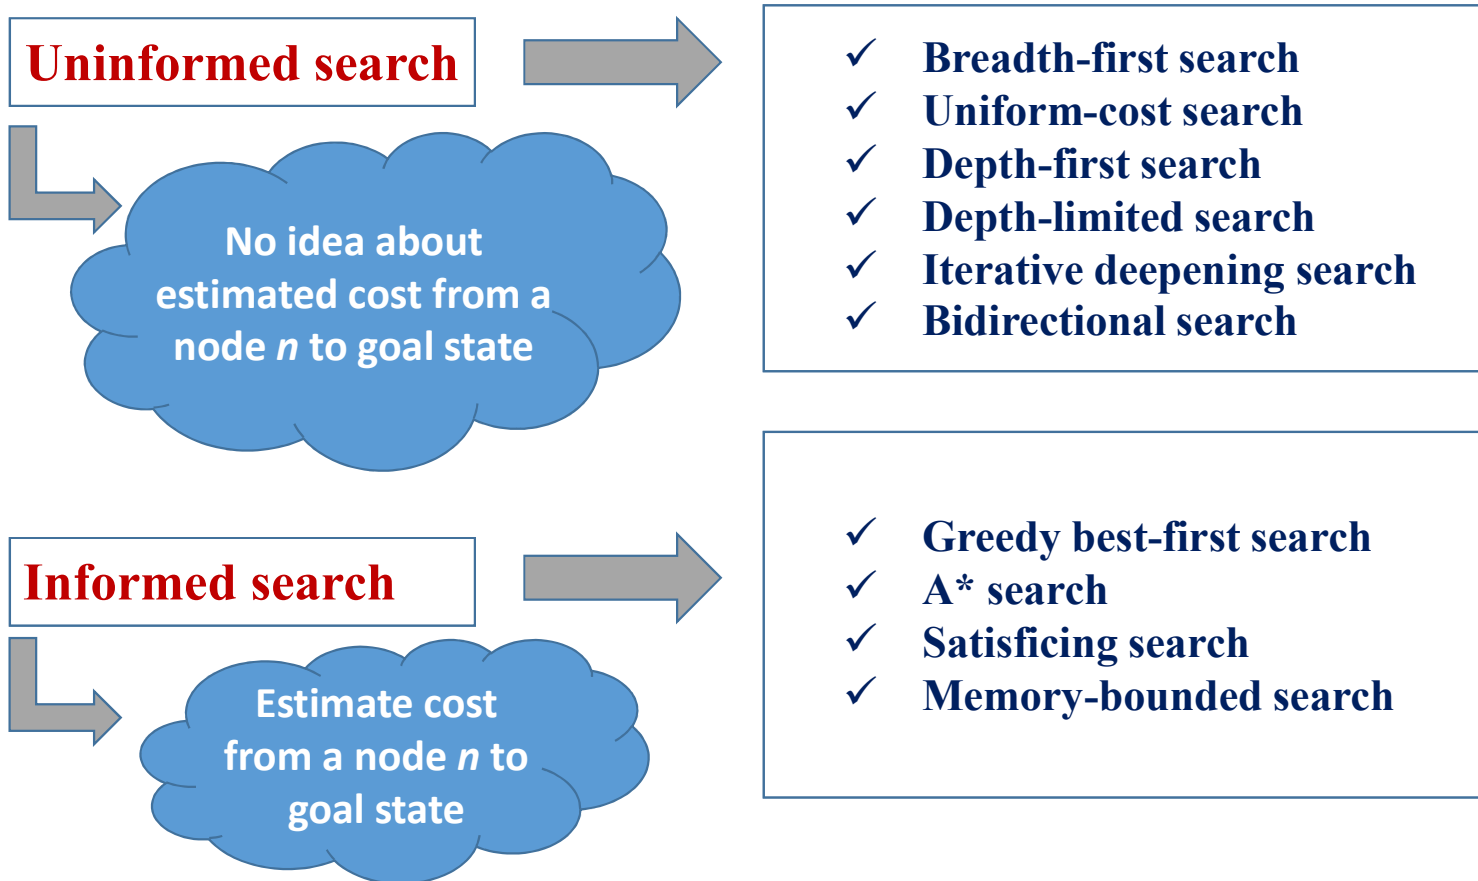 Uninformed search
No idea about
estimated cost from a
node n to goal state
✓ Breadth-first search
✓ Uniform-cost search
✓ Depth-first search
✓ Depth-limited search
✓ Iterative deepening search
✓ Bidirectional search
Informed search
Estimate cost
from a node n to
goal state
✓ Greedy best-first search
✓ A* search
✓ Satisficing search
✓ Memory-bounded search